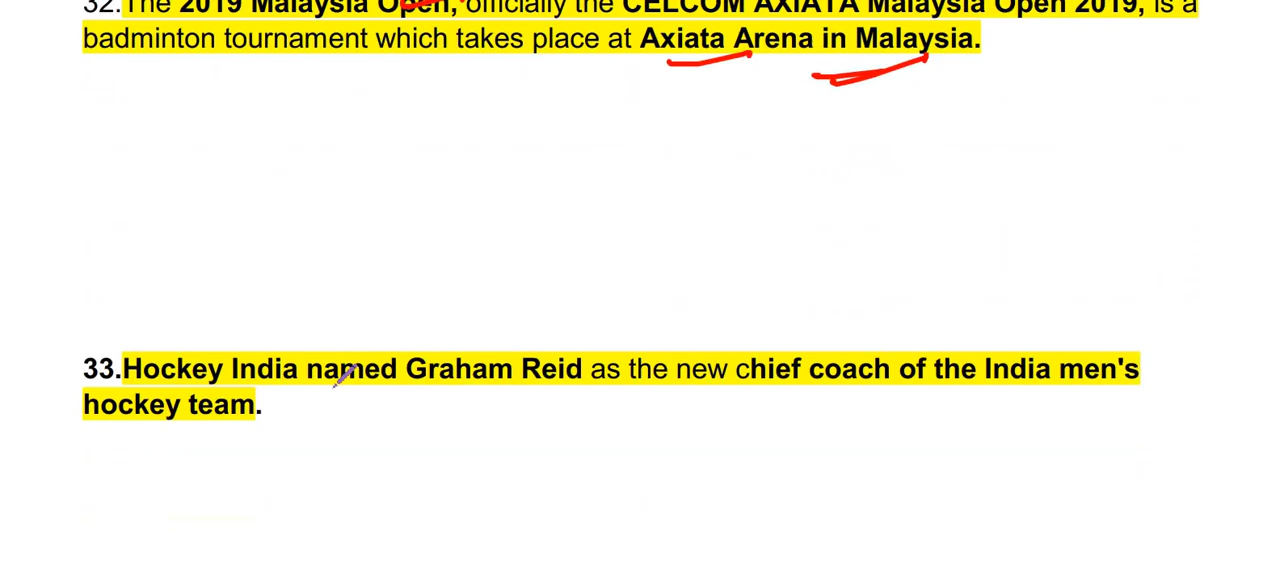 32.The 2019 Malaysia Open, officially the CELCOM AXIATA Malaysia Open 2019, is a
badminton tournament which takes place at Axiata Arena in Malaysia.
33.Hockey India named Graham Reid as the new chief coach of the India men's
hockey team.